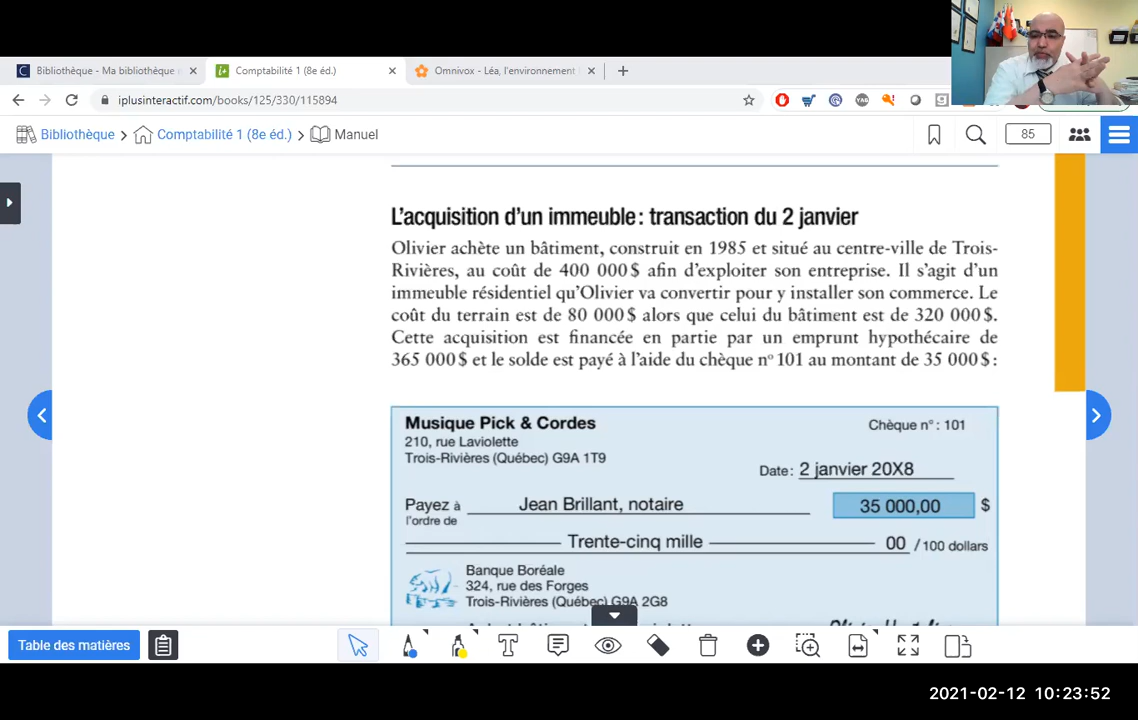 Bibliothèque - Ma bibliothèque
Comptabilité 1 (8e éd.)
Omnivox - Léa, l'environnement
iplusinteractif.com/books/125/330/115894
Bibliothèque > Comptabilité 1 (8e éd.) > Manuel
85
L'acquisition d'un immeuble : transaction du 2 janvier
Olivier achète un bâtiment, construit en 1985 et situé au centre-ville de Trois-
Rivières, au coût de 400 000 $ afin d'exploiter son entreprise. Il s'agit d'un
immeuble résidentiel qu'Olivier va convertir pour y installer son commerce. Le
coût du terrain est de 80 000 $ alors que celui du bâtiment est de 320 000 $.
Cette acquisition est financée en partie par un emprunt hypothécaire de
365 000 $ et le solde est payé à l'aide du chèque nº 101 au montant de 35 000 $ :
Musique Pick & Cordes
Chèque n° : 101
210, rue Laviolette
Trois-Rivières (Québec) G9A 1T9
Date : 2 janvier 20X8
Payez à
l'ordre de
Jean Brillant, notaire
35 000,00 $
Trente-cinq mille 00 /100 dollars
Banque Boréale
324, rue des Forges
Trois-Rivières (Québec) G9A 2G8
Table des matières
2021-02-12 10:23:52